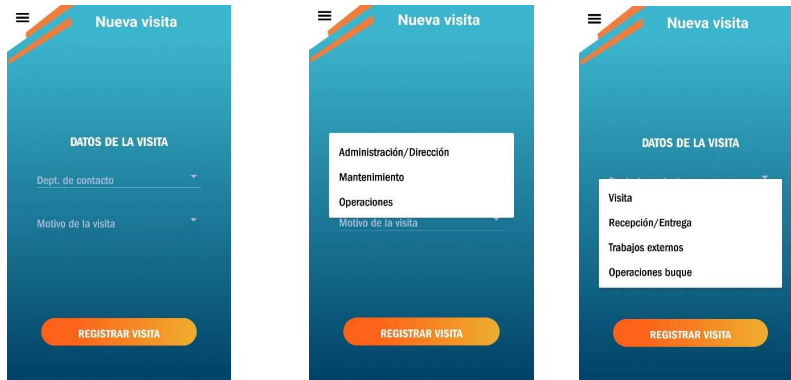 Nueva visita
DATOS DE LA VISITA
Dept. de contacto
Motivo de la visita
REGISTRAR VISITA
Nueva visita
Administración/Dirección
Mantenimiento
Operaciones
Motivo de la visita
REGISTRAR VISITA
Nueva visita
DATOS DE LA VISITA
Visita
Recepción/Entrega
Trabajos externos
Operaciones buque
REGISTRAR VISITA